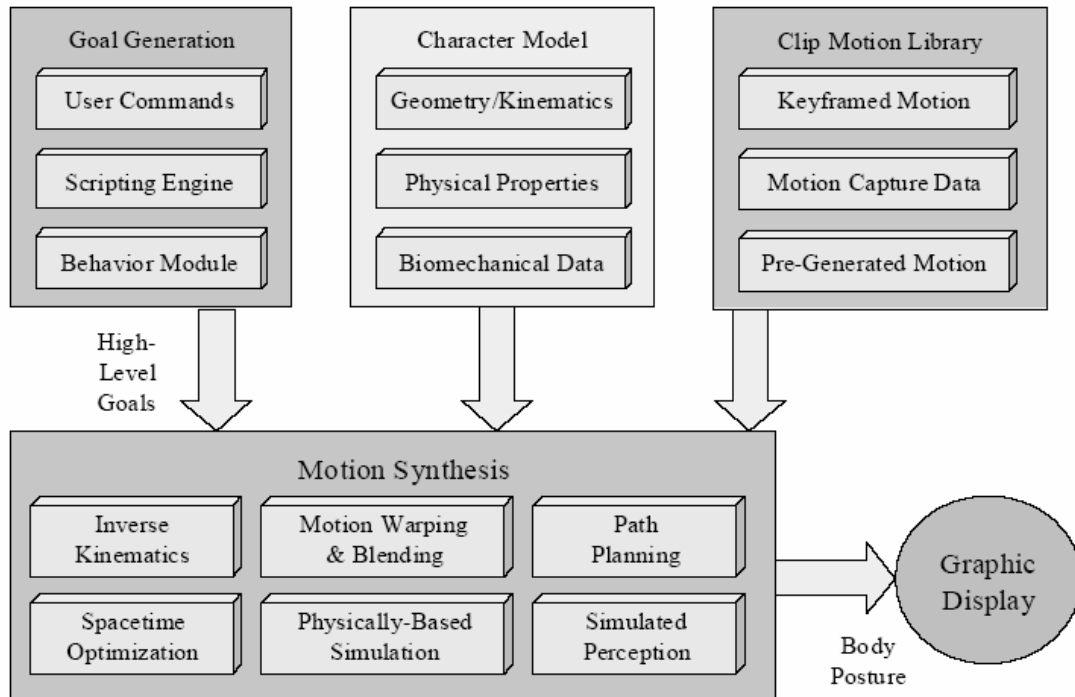 Goal Generation
User Commands
Scripting Engine
Behavior Module
Character Model
Geometry/Kinematics
Physical Properties
Biomechanical Data
Clip Motion Library
Keyframed Motion
Motion Capture Data
Pre-Generated Motion
High-
Level
Goals
Motion Synthesis
Inverse
Kinematics
Motion Warping
& Blending
Path
Planning
Spacetime
Optimization
Physically-Based
Simulation
Simulated
Perception
Body
Posture
Graphic
Display